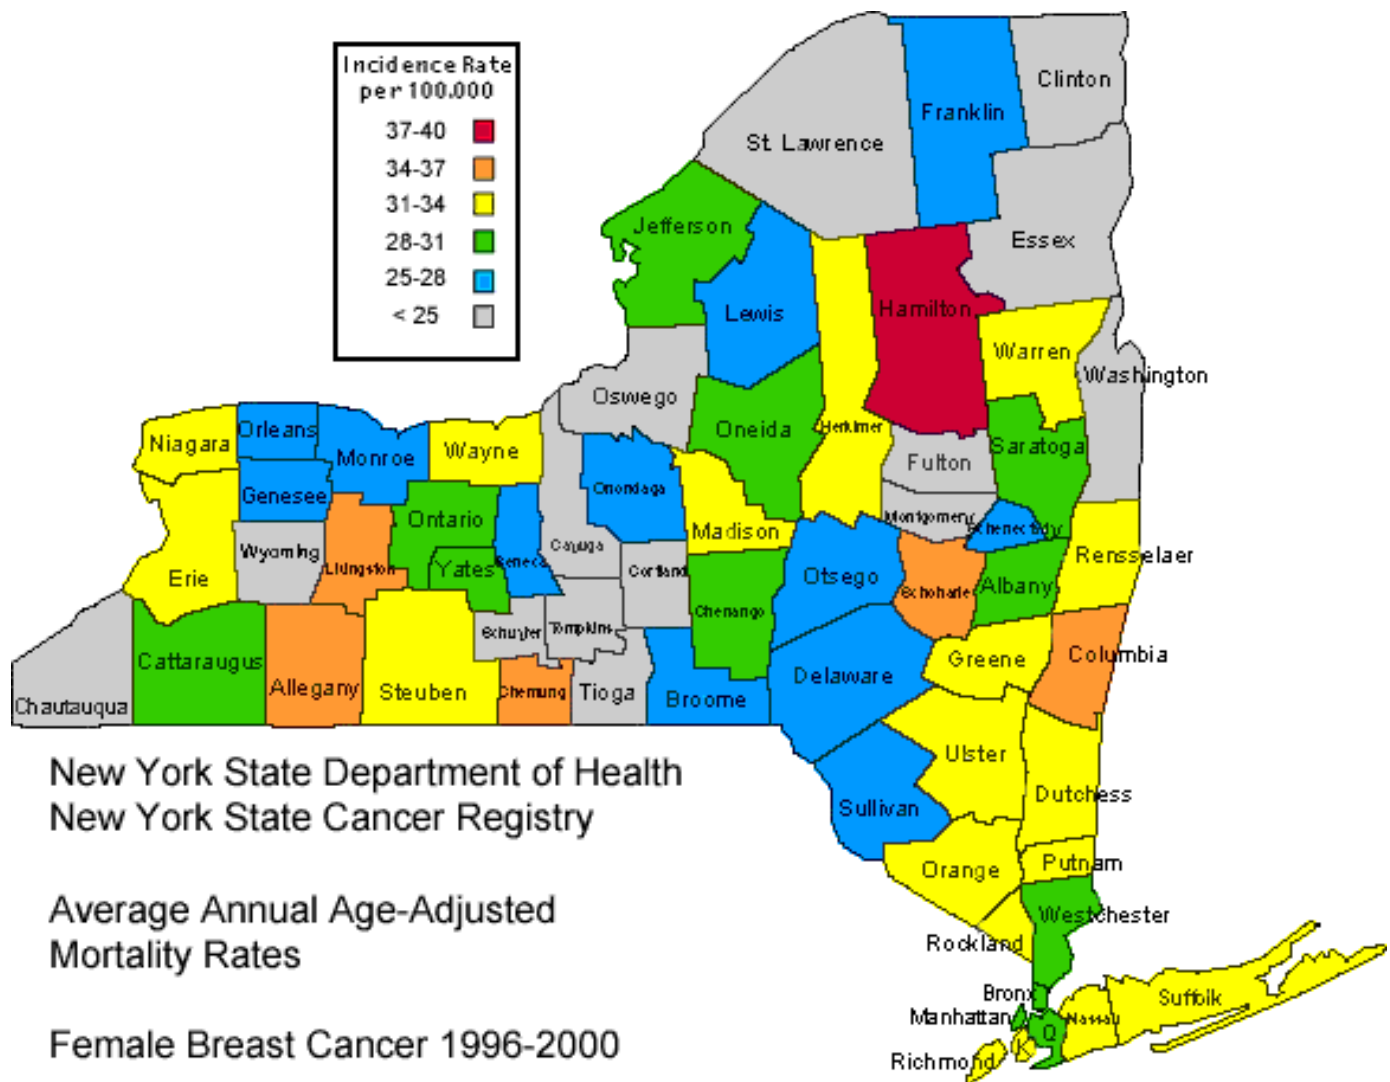 Incidence Rate
per 100.000
37-40
34-37
31-34
28-31
25-28
< 25
Clinton
Franklin
St. Lawrence
Essex
Jefferson
Lewis
Hamilton
Warren
Washington
Oswego
Oneida
Herkimer
Saratoga
Fulton
Niagara
Orleans
Monroe
Wayne
Genesee
Onondaga
Ontario
Madison
Montgomery
Schenectady
Wyoming
Cayuga
Rensselaer
Erie
Livingston
Yates
Seneca
Cortland
Otsego
Schoharie
Albany
Chenango
Schuyler
Tompkins
Cattaraugus
Greene
Columbia
Allegany
Steuben
Chemung
Tioga
Broome
Delaware
Chautauqua
Ulster
Dutchess
Sullivan
Orange
Putnam
Westchester
Rockland
Bronx
Manhattan
Suffolk
Nassau
Q
K
Richmond
New York State Department of Health
New York State Cancer Registry
Average Annual Age-Adjusted
Mortality Rates
Female Breast Cancer 1996-2000